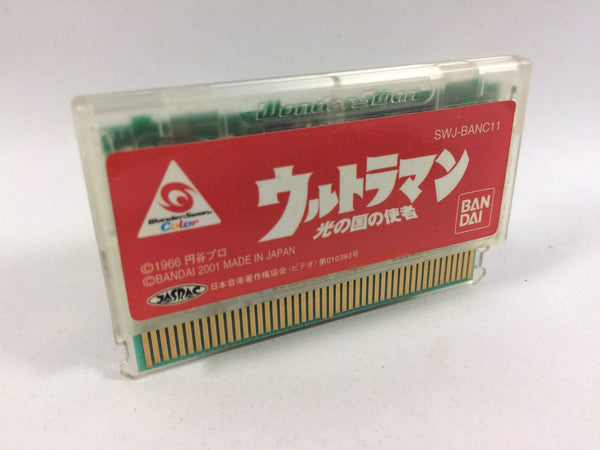 WonderSwan
SWJ-BANC11
ウルトラマン
光の国の使者
WonderSwan
Color
BAN
DAI
©1966 円谷プロ
©BANDAI 2001 MADE IN JAPAN
JASRAC
日本音楽著作権協会〈ビデオ〉第010393号